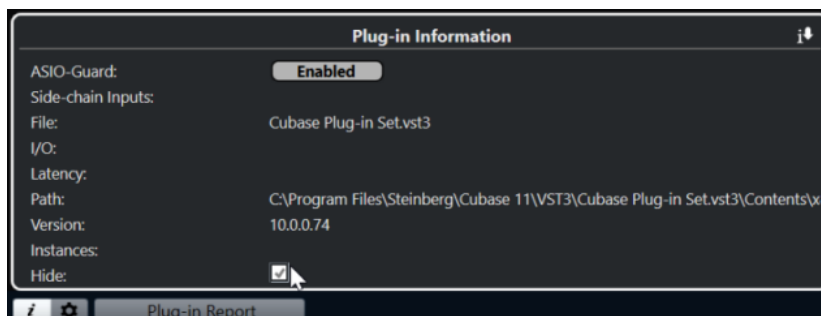 Plug-in Information
ASIO-Guard: Enabled
Side-chain Inputs:
File: Cubase Plug-in Set.vst3
I/O:
Latency:
Path: C:\Program Files\Steinberg\Cubase 11\VST3\Cubase Plug-in Set.vst3\Contents\x
Version: 10.0.0.74
Instances:
Hide:
i Plug-in Report